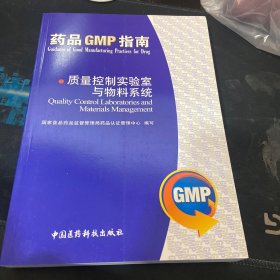 药品 GMP 指南
Guidance of Good Manufacturing Practices for Drug
质量控制实验室
与物料系统
Quality Control Laboratories and
Materials Management
国家食品药品监督管理局药品认证管理中心 编写
GMP
中国医药科技出版社